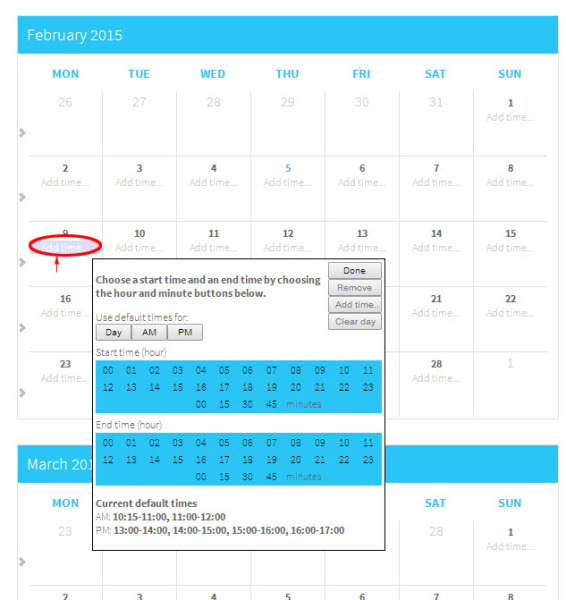 February 2015
MON TUE WED THU FRI SAT SUN
26 27 28 29 30 31 1
Add time...
2 3 4 5 6 7 8
Add time... Add time... Add time... Add time... Add time... Add time... Add time...
9 10 11 12 13 14 15
Add time... Add time... Add time... Add time... Add time... Add time... Add time...
Choose a start time and an end time by choosing
the hour and minute buttons below.
Done
Remove
Add time..
Clear day
16 21 22
Add time... Add time... Add time...
Use default times for:
Day AM PM
Start time (hour)
00 01 02 03 04 05 06 07 08 09 10 11
12 13 14 15 16 17 18 19 20 21 22 23
00 15 30 45 minutes
23 28 1
Add time... Add time...
End time (hour)
00 01 02 03 04 05 06 07 08 09 10 11
12 13 14 15 16 17 18 19 20 21 22 23
00 15 30 45 minutes
Current default times
AM: 10:15-11:00, 11:00-12:00
PM: 13:00-14:00, 14:00-15:00, 15:00-16:00, 16:00-17:00
March 201
MON SAT SUN
23 28 1
Add time...
2 3 4 5 6 7 8